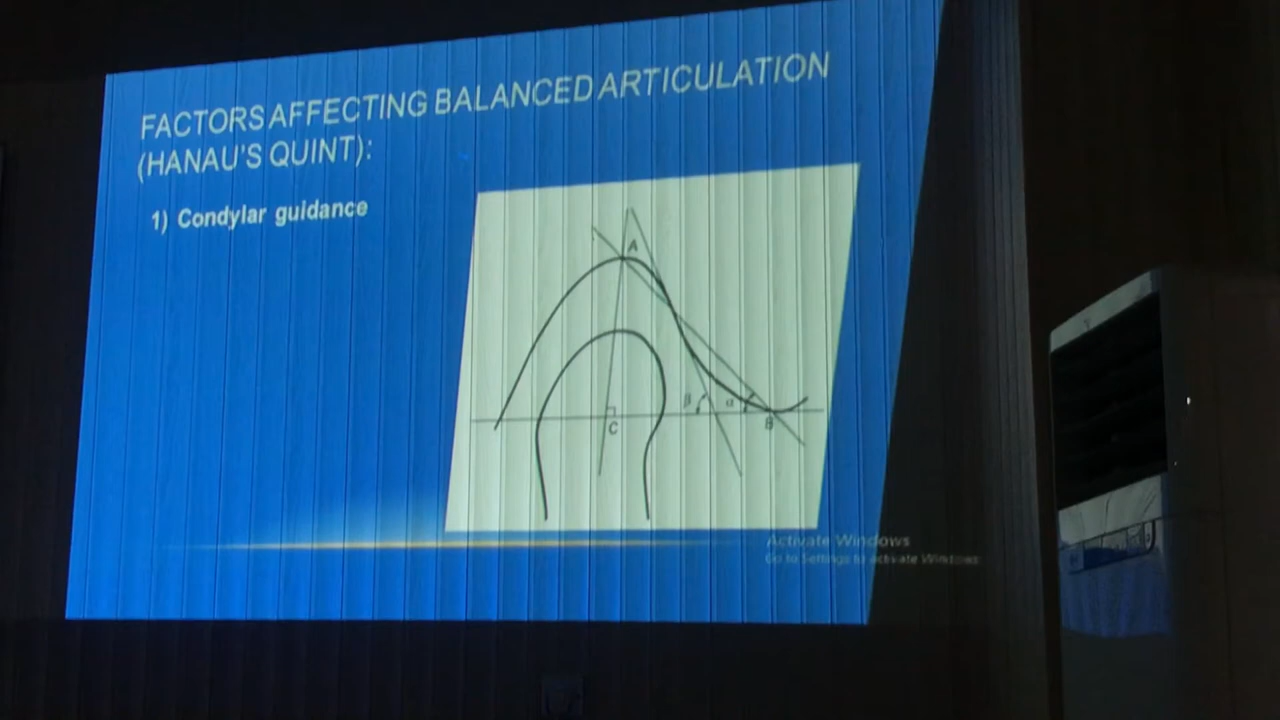 FACTORS AFFECTING BALANCED ARTICULATION
(HANAU'S QUINT):
1) Condylar guidance
A
β α
B
C
Activate Windows
Go to Settings to activate Windows